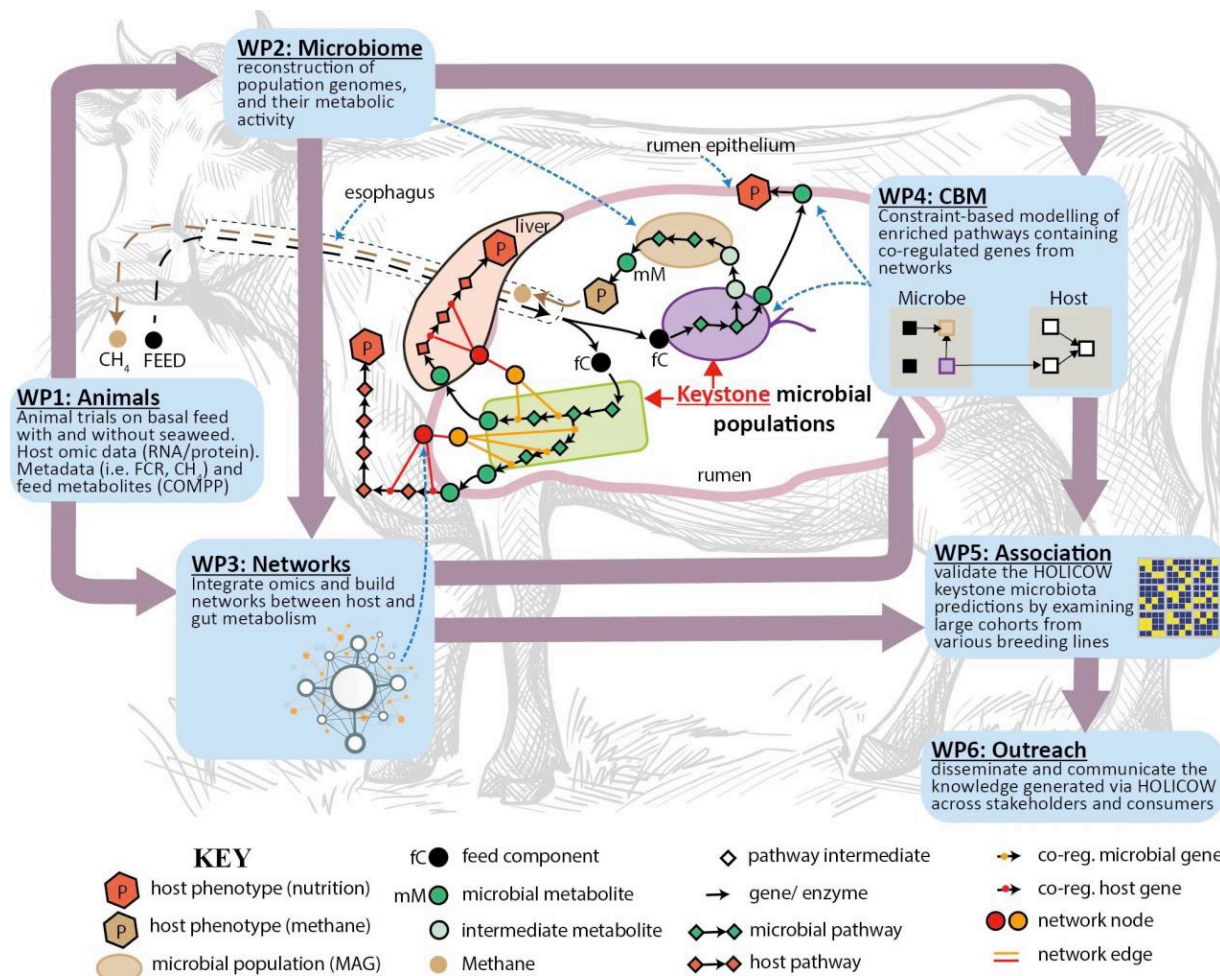 WP2: Microbiome
reconstruction of
population genomes,
and their metabolic
activity
rumen epithelium
esophagus
liver
P
P
mM
P
P
fC
fC
CH4
FEED
WP4: CBM
Constraint-based modelling of
enriched pathways containing
co-regulated genes from
networks
Microbe
Host
Keystone microbial
populations
rumen
WP1: Animals
Animal trials on basal feed
with and without seaweed.
Host omic data (RNA/protein).
Metadata (i.e. FCR, CH4) and
feed metabolites (COMPP)
WP3: Networks
Integrate omics and build
networks between host and
gut metabolism
WP5: Association
validate the HOLICOW
keystone microbiota
predictions by examining
large cohorts from
various breeding lines
WP6: Outreach
disseminate and communicate the
knowledge generated via HOLICOW
across stakeholders and consumers
KEY
P host phenotype (nutrition)
P host phenotype (methane)
microbial population (MAG)
fC feed component
mM microbial metabolite
intermediate metabolite
Methane
pathway intermediate
gene/ enzyme
microbial pathway
host pathway
co-reg. microbial gene
co-reg. host gene
network node
network edge